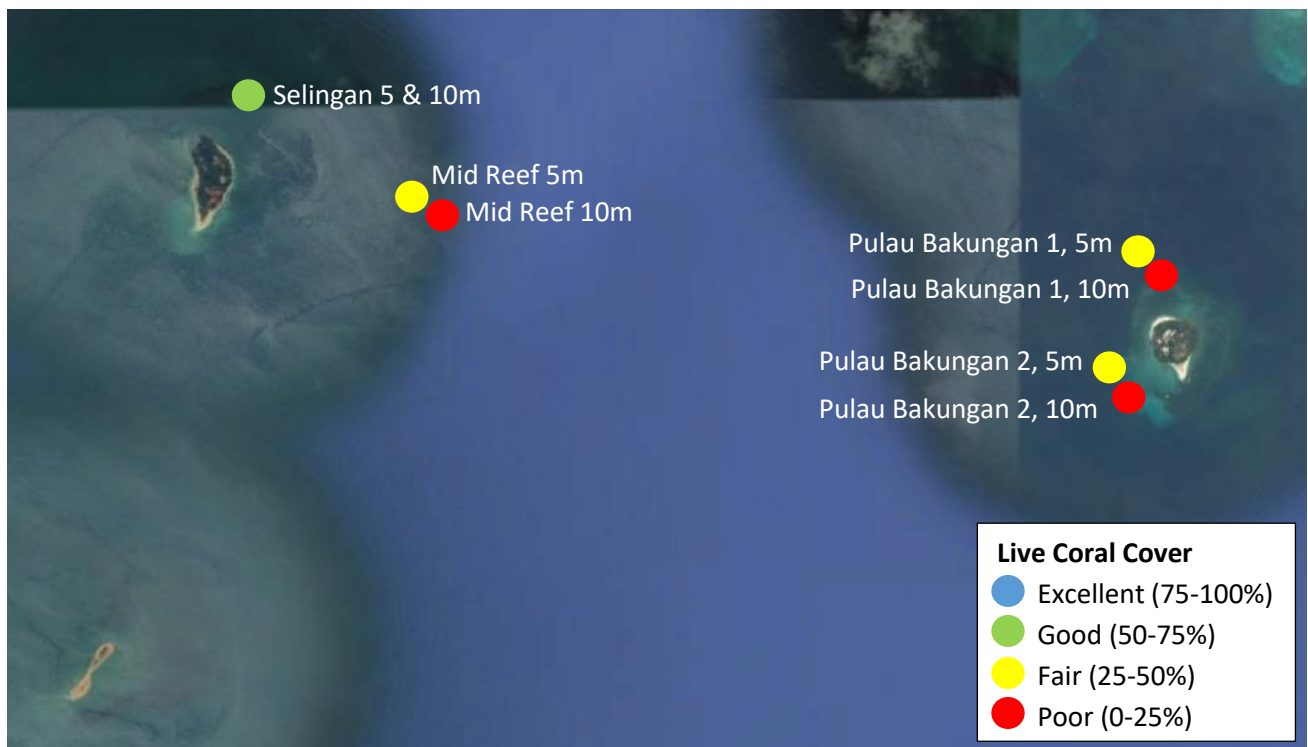 Selingan 5 & 10m
Mid Reef 5m
Mid Reef 10m
Pulau Bakungan 1, 5m
Pulau Bakungan 1, 10m
Pulau Bakungan 2, 5m
Pulau Bakungan 2, 10m
Live Coral Cover
Excellent (75-100%)
Good (50-75%)
Fair (25-50%)
Poor (0-25%)